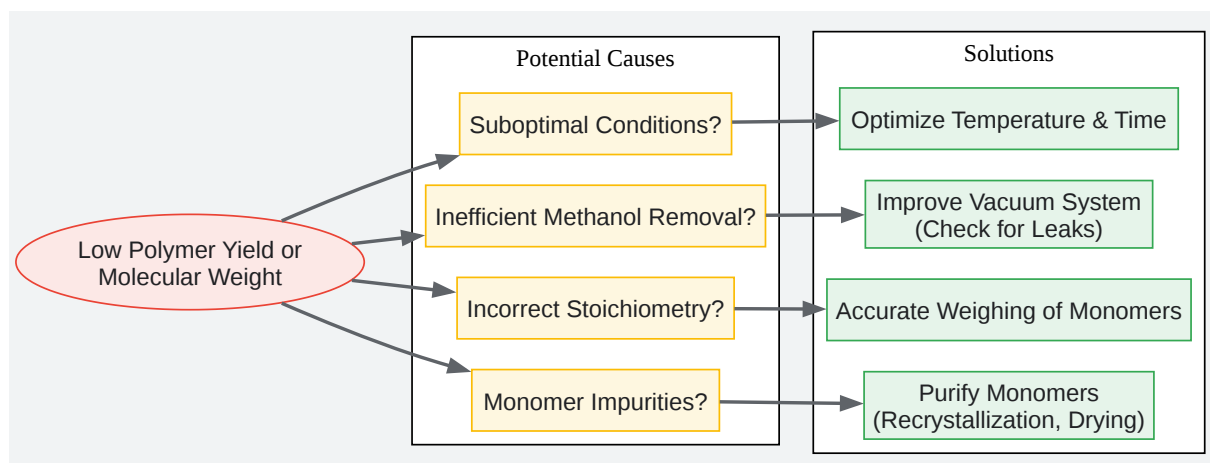 Potential Causes
Solutions
Suboptimal Conditions?
Optimize Temperature & Time
Inefficient Methanol Removal?
Improve Vacuum System
(Check for Leaks)
Low Polymer Yield or
Molecular Weight
Incorrect Stoichiometry?
Accurate Weighing of Monomers
Monomer Impurities?
Purify Monomers
(Recrystallization, Drying)